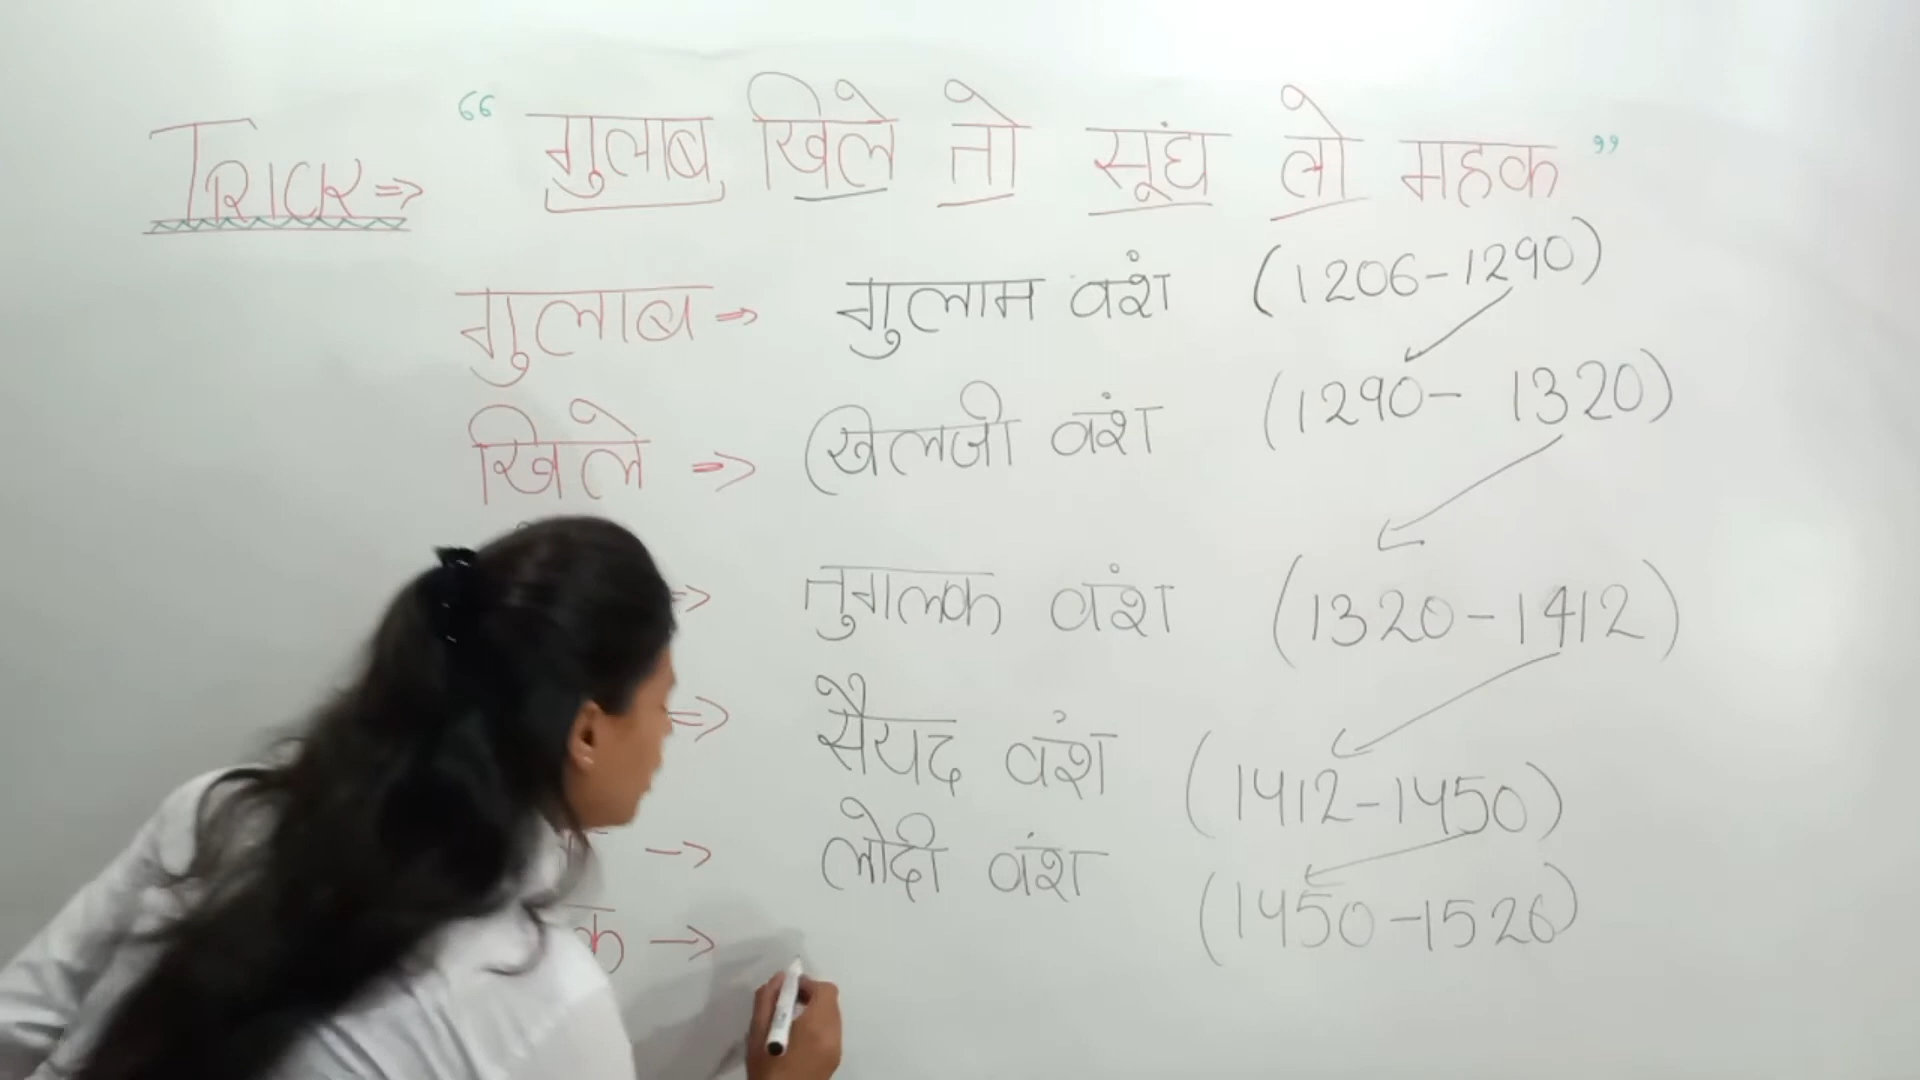 TRICK ⇒ “ गुलाब खिले तो सूंघ लो महक ”
गुलाब → गुलाम वंश (1206-1290)
खिले ⇒ खिलजी वंश (1290- 1320)
⇒ तुगलक वंश (1320-1412)
⇒ सैयद वंश (1412-1450)
→ लोदी वंश (1450-1526)
क →